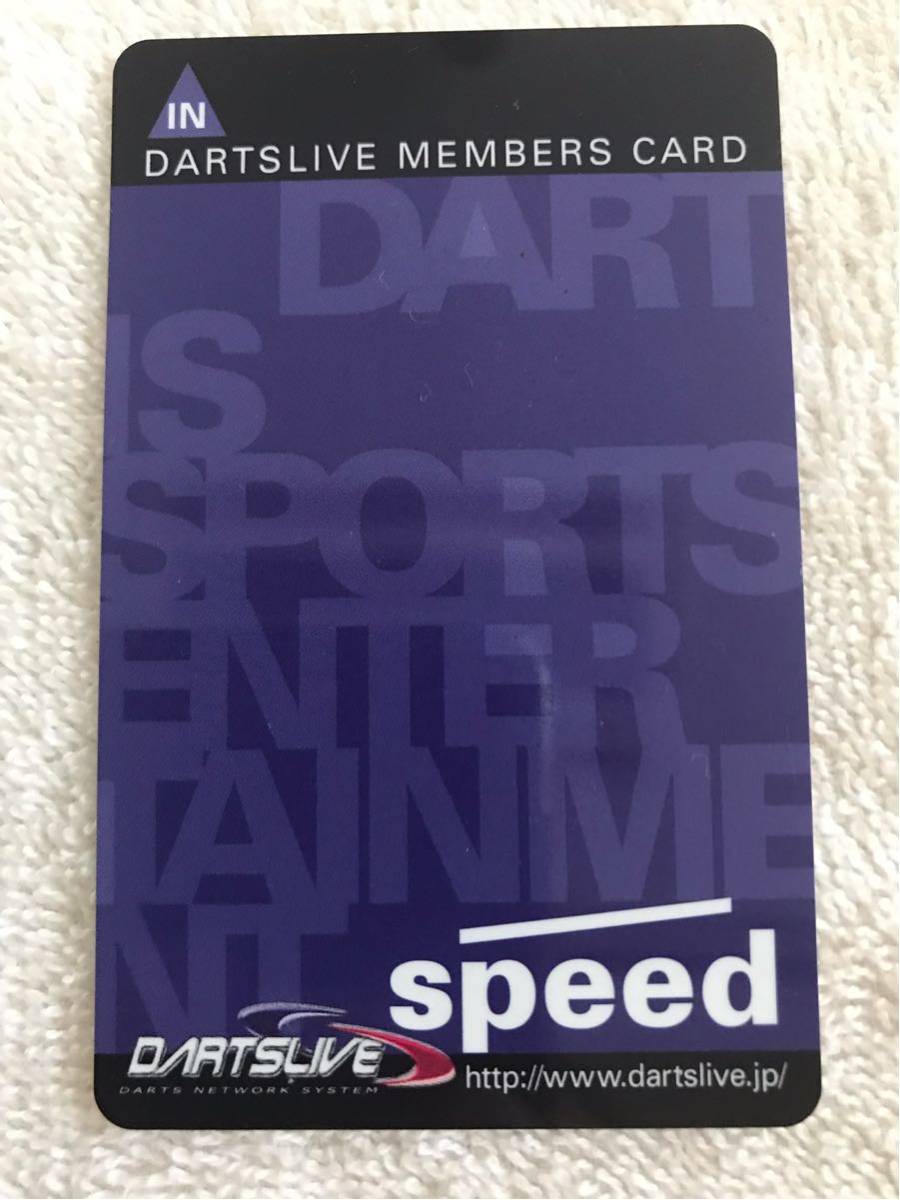 IN
DARTSLIVE MEMBERS CARD
DART
IS
SPORTS
ENTER
TAINME
NT
speed
DARTSLIVE
DARTS NETWORK SYSTEM
http://www.dartslive.jp/